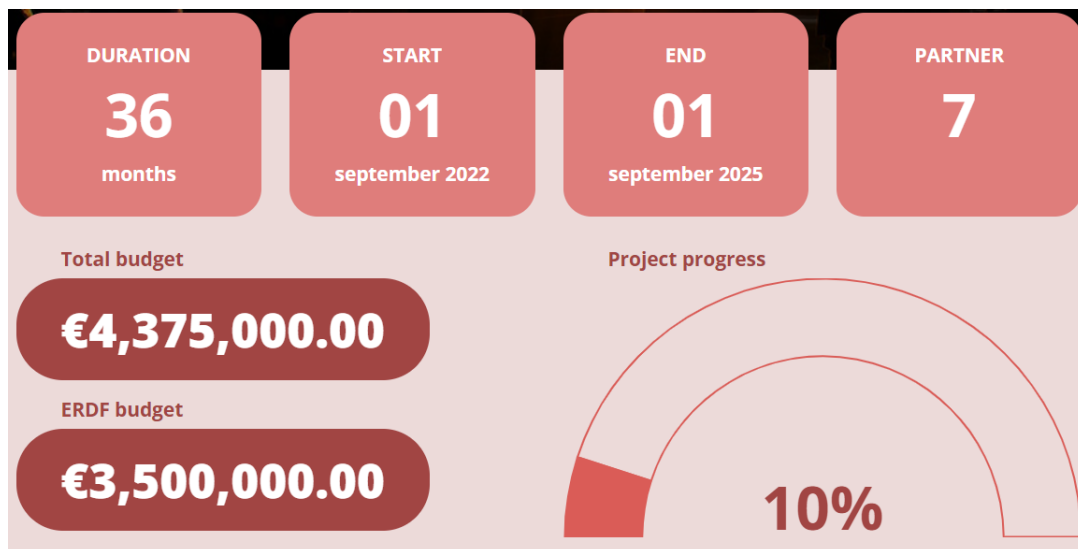 DURATION
36
months
START
01
september 2022
END
01
september 2025
PARTNER
7
Total budget
€4,375,000.00
ERDF budget
€3,500,000.00
Project progress
10%